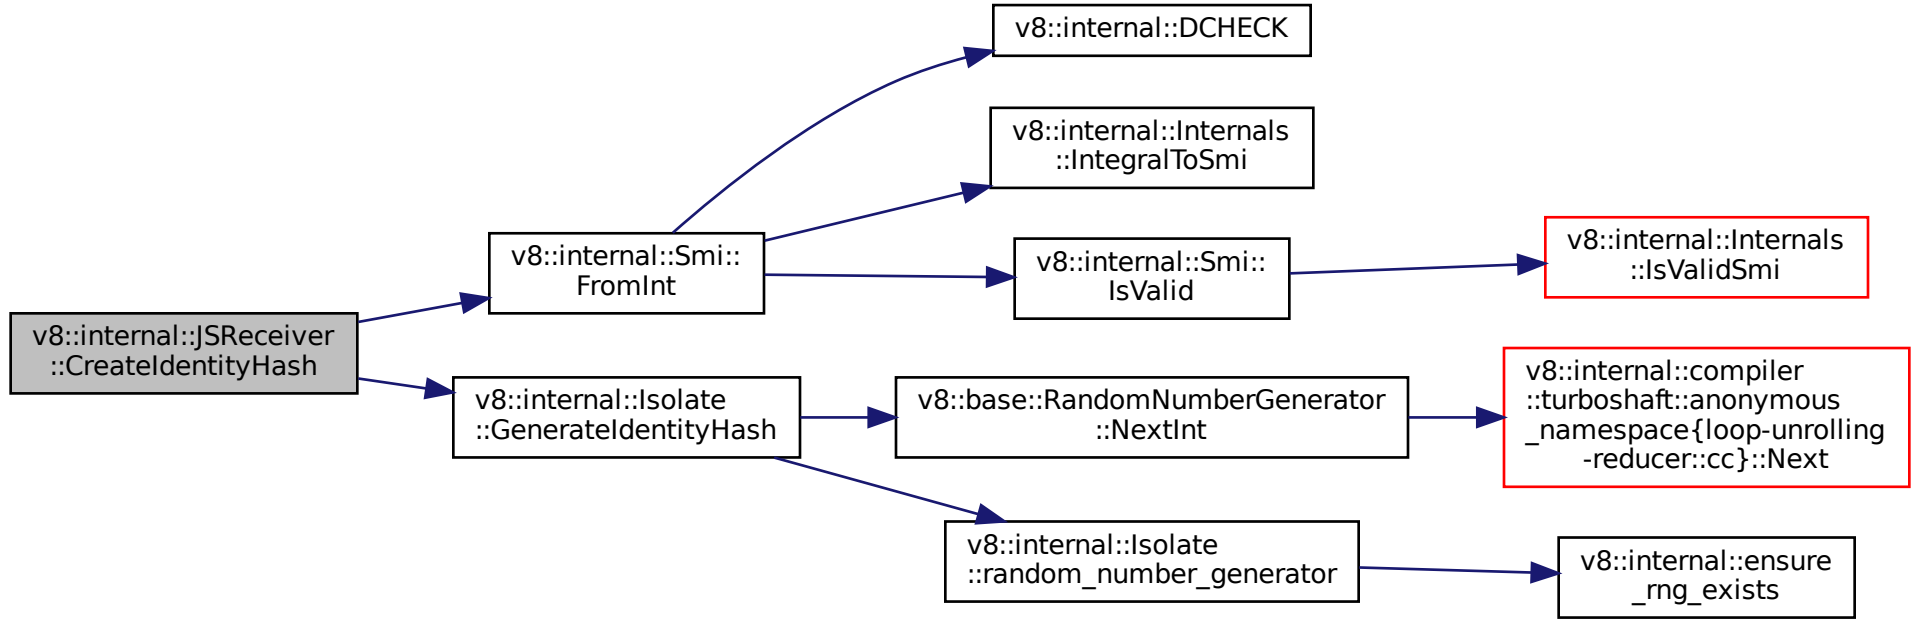 v8::internal::JSReceiver
::CreateIdentityHash
v8::internal::Smi::
FromInt
v8::internal::DCHECK
v8::internal::Internals
::IntegralToSmi
v8::internal::Smi::
IsValid
v8::internal::Internals
::IsValidSmi
v8::internal::Isolate
::GenerateIdentityHash
v8::base::RandomNumberGenerator
::NextInt
v8::internal::compiler
::turboshaft::anonymous
_namespace{loop-unrolling
-reducer::cc}::Next
v8::internal::Isolate
::random_number_generator
v8::internal::ensure
_rng_exists